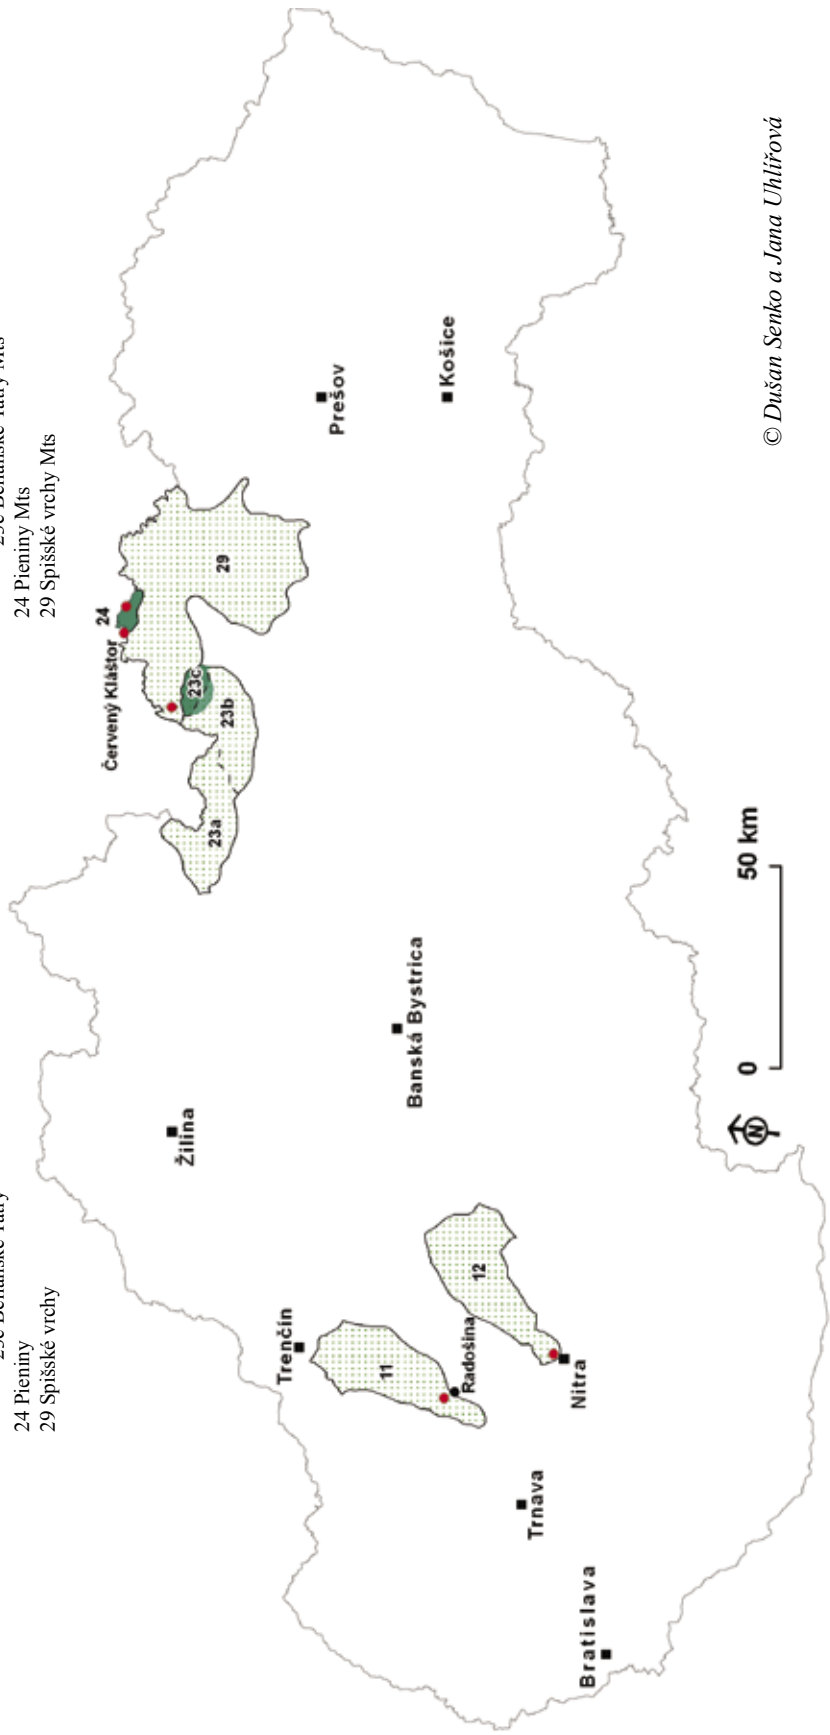 23c Belianske Tatry
24 Pieniny
29 Spišské vrchy
23c Belianske Tatry Mts
24 Pieniny Mts
29 Spišské vrchy Mts
24
Červený Kláštor
Žilina
23c
29
23b
23a
Trenčín
Prešov
11
Banská Bystrica
Košice
Radošina
12
Trnava
Nitra
Bratislava
N
0
50 km
© Dušan Senko a Jana Uhlířová